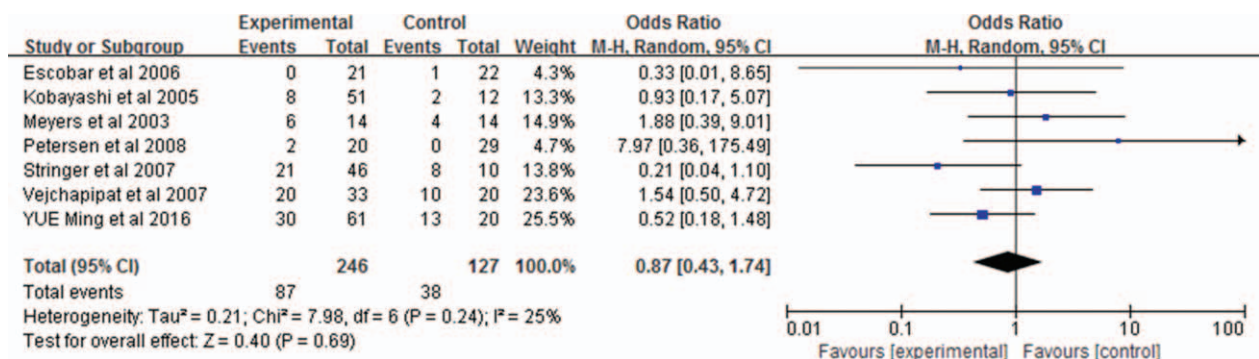 Experimental Control Odds Ratio Odds Ratio
Study or Subgroup Events Total Events Total Weight M-H, Random, 95% CI M-H, Random, 95% CI
Escobar et al 2006 0 21 1 22 4.3% 0.33 [0.01, 8.65]
Kobayashi et al 2005 8 51 2 12 13.3% 0.93 [0.17, 5.07]
Meyers et al 2003 6 14 4 14 14.9% 1.88 [0.39, 9.01]
Petersen et al 2008 2 20 0 29 4.7% 7.97 [0.36, 175.49]
Stringer et al 2007 21 46 8 10 13.8% 0.21 [0.04, 1.10]
Vejchapipat et al 2007 20 33 10 20 23.6% 1.54 [0.50, 4.72]
YUE Ming et al 2016 30 61 13 20 25.5% 0.52 [0.18, 1.48]
Total (95% CI) 246 127 100.0% 0.87 [0.43, 1.74]
Total events 87 38
Heterogeneity: Tau² = 0.21; Chi² = 7.98, df = 6 (P = 0.24); I² = 25%
Test for overall effect: Z = 0.40 (P = 0.69)
0.01 0.1 1 10 100
Favours [experimental] Favours [control]